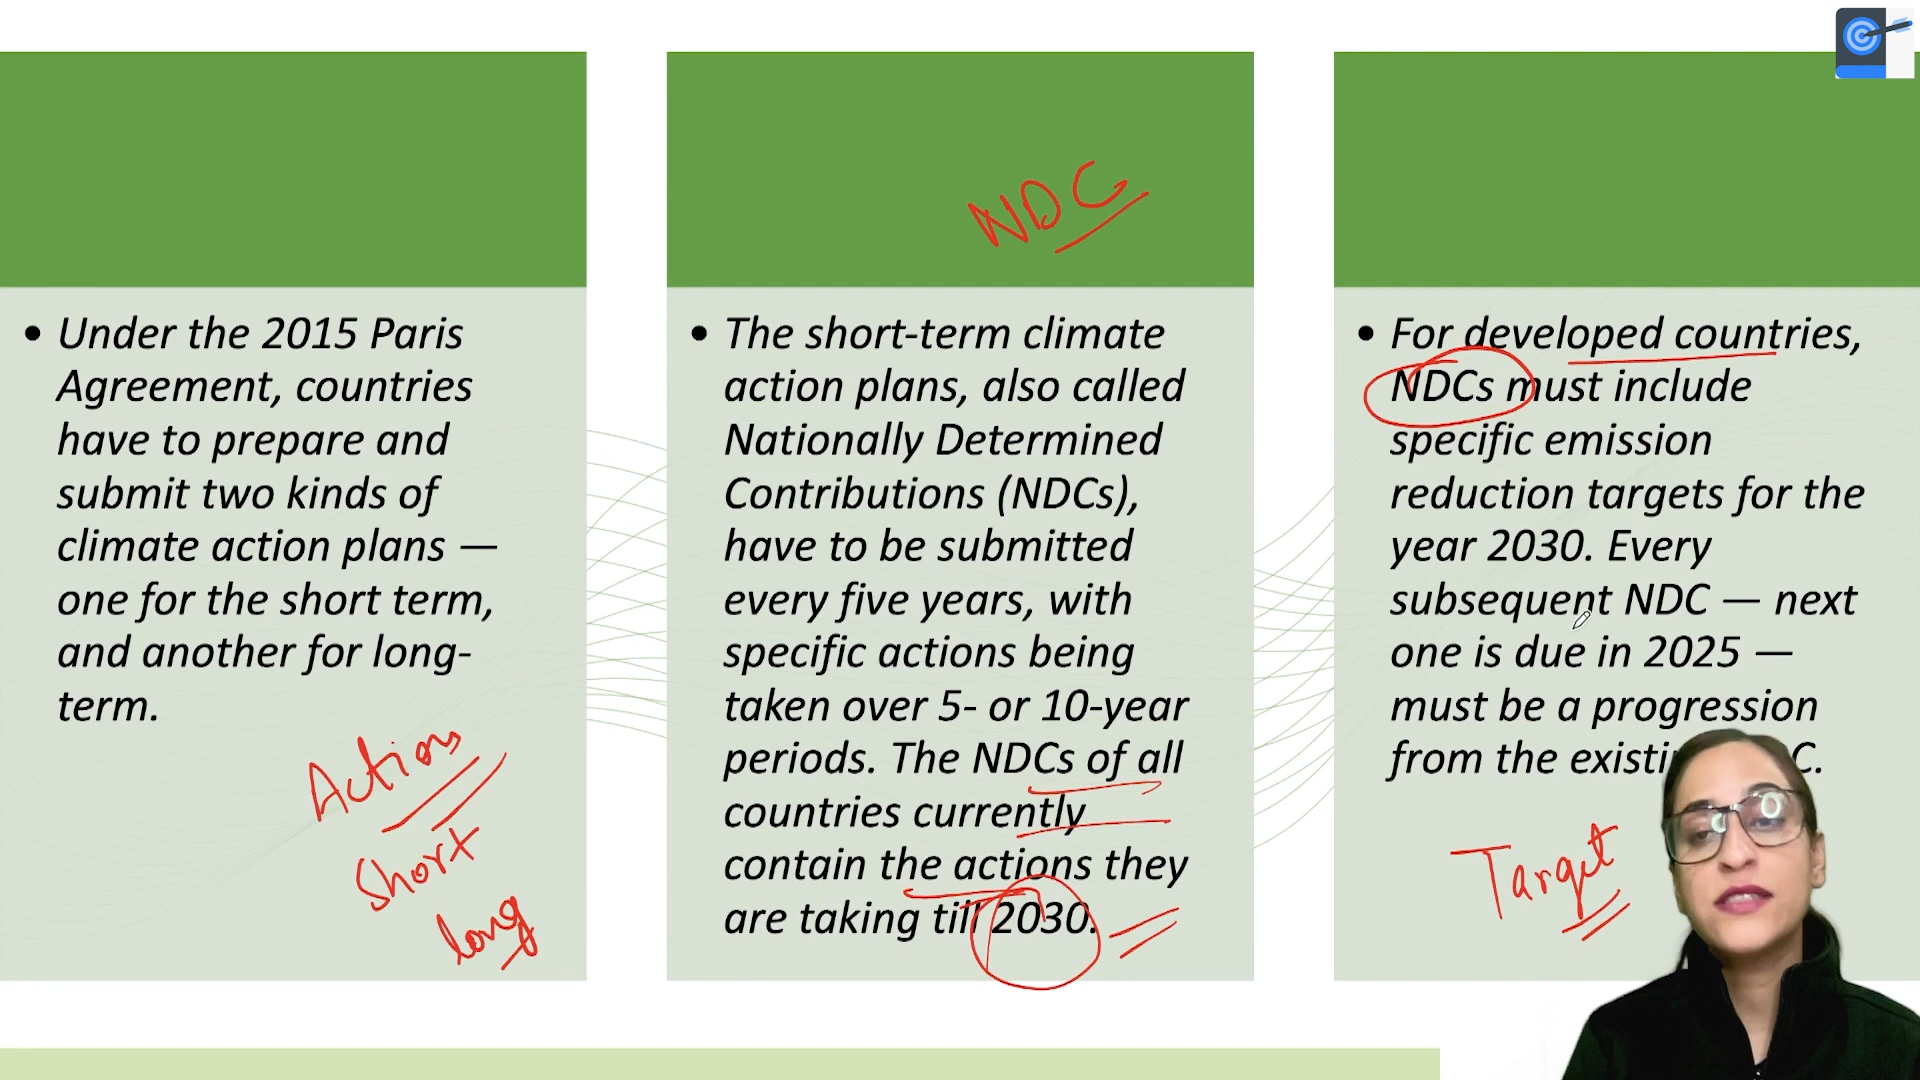 • Under the 2015 Paris
Agreement, countries
have to prepare and
submit two kinds of
climate action plans —
one for the short term,
and another for long-
term.
Action
Short
long
NDC
• The short-term climate
action plans, also called
Nationally Determined
Contributions (NDCs),
have to be submitted
every five years, with
specific actions being
taken over 5- or 10-year
periods. The NDCs of all
countries currently
contain the actions they
are taking till 2030.
• For developed countries,
NDCs must include
specific emission
reduction targets for the
year 2030. Every
subsequent NDC — next
one is due in 2025 —
must be a progression
from the
Target